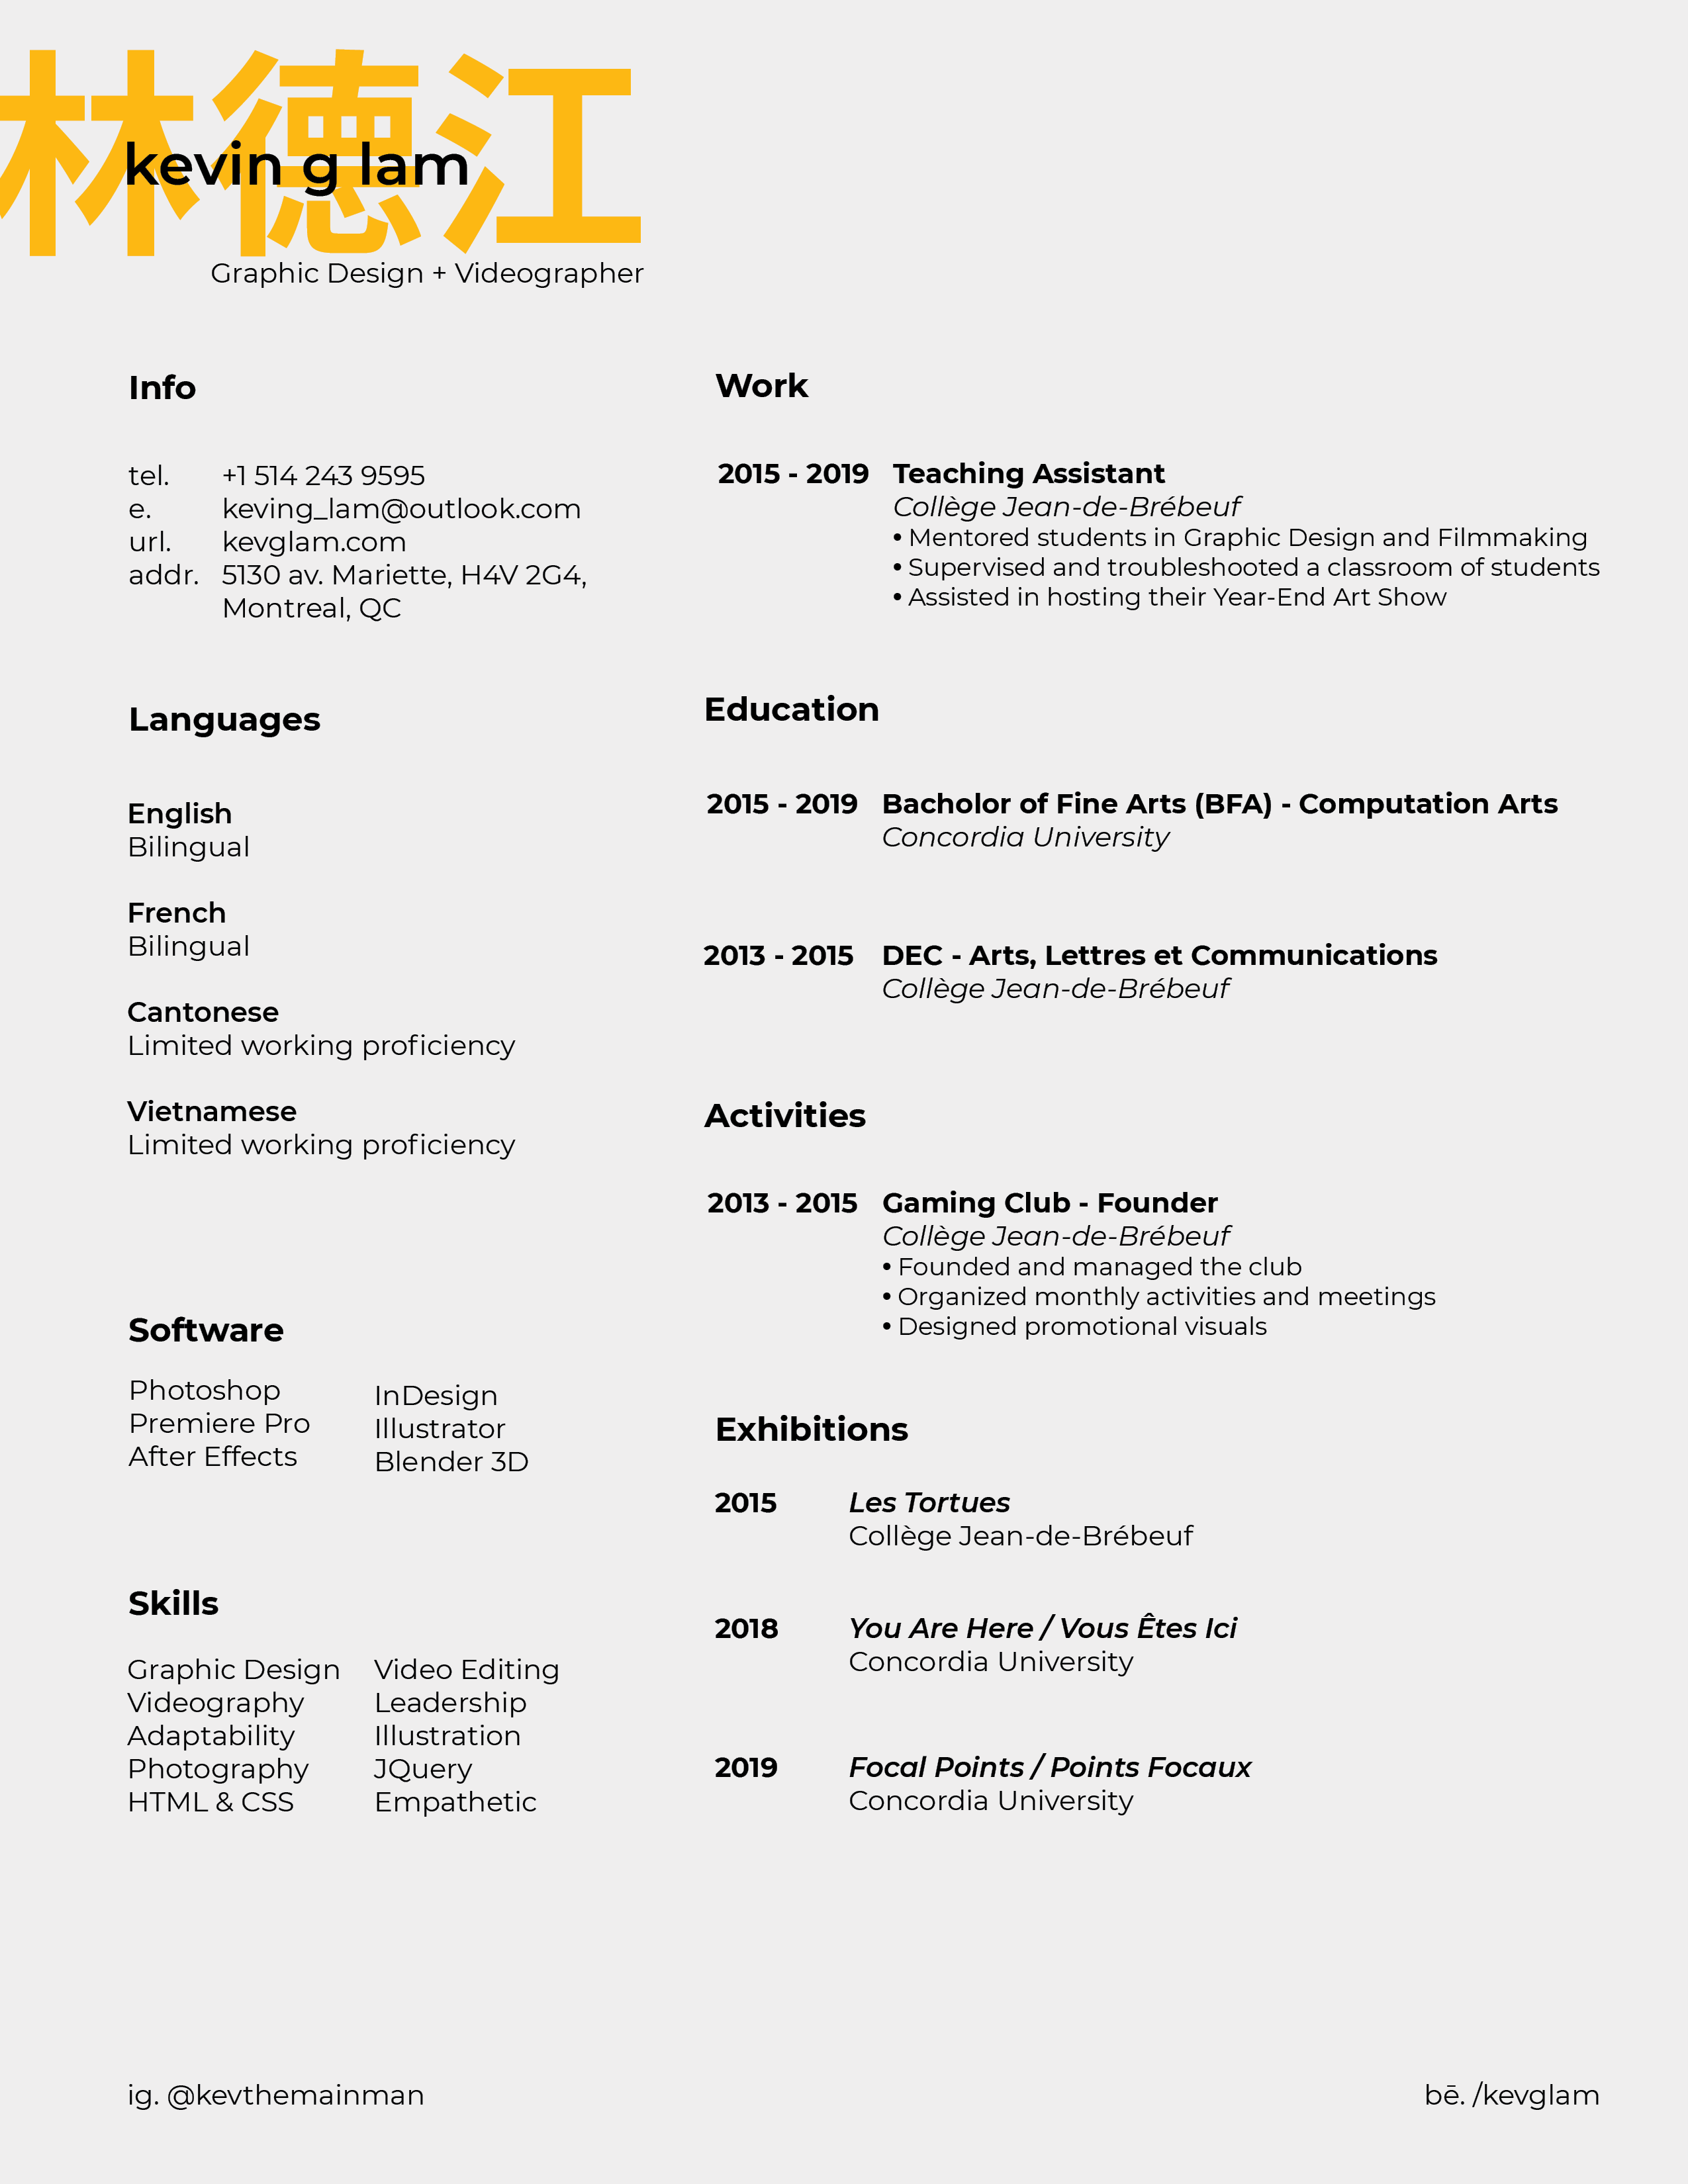 林德江
kevin g lam
Graphic Design + Videographer
Info
tel. +1 514 243 9595
e. keving_lam@outlook.com
url. kevglam.com
addr. 5130 av. Mariette, H4V 2G4,
Montreal, QC
Languages
English
Bilingual
French
Bilingual
Cantonese
Limited working proficiency
Vietnamese
Limited working proficiency
Software
Photoshop
Premiere Pro
After Effects
InDesign
Illustrator
Blender 3D
Skills
Graphic Design
Videography
Adaptability
Photography
HTML & CSS
Video Editing
Leadership
Illustration
JQuery
Empathetic
Work
2015 - 2019 Teaching Assistant
Collège Jean-de-Brébeuf
• Mentored students in Graphic Design and Filmmaking
• Supervised and troubleshooted a classroom of students
• Assisted in hosting their Year-End Art Show
Education
2015 - 2019 Bacholor of Fine Arts (BFA) - Computation Arts
Concordia University
2013 - 2015 DEC - Arts, Lettres et Communications
Collège Jean-de-Brébeuf
Activities
2013 - 2015 Gaming Club - Founder
Collège Jean-de-Brébeuf
• Founded and managed the club
• Organized monthly activities and meetings
• Designed promotional visuals
Exhibitions
2015 Les Tortues
Collège Jean-de-Brébeuf
2018 You Are Here / Vous Êtes Ici
Concordia University
2019 Focal Points / Points Focaux
Concordia University
ig. @kevthemainman
bē. /kevglam